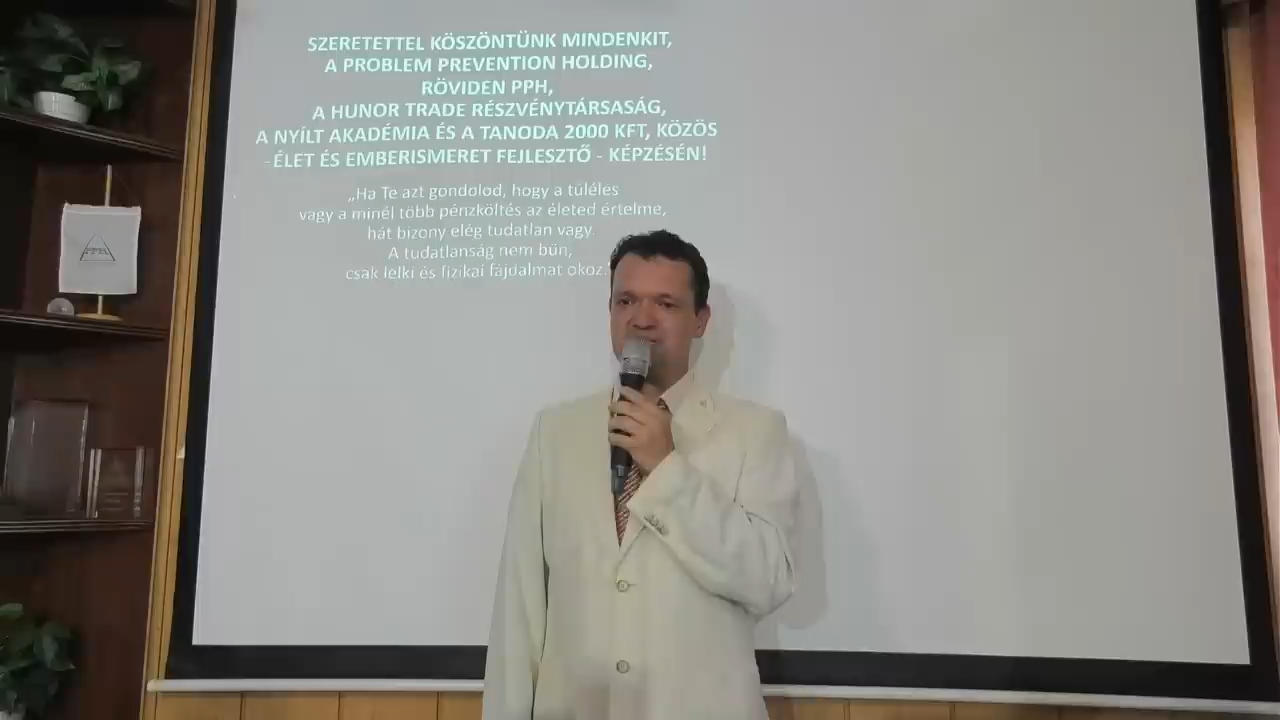 SZERETETTEL KÖSZÖNTÜNK MINDENKIT,
A PROBLEM PREVENTION HOLDING,
RÖVIDEN PPH,
A HUNOR TRADE RÉSZVÉNYTÁRSASÁG,
A NYÍLT AKADÉMIA ÉS A TANODA 2000 KFT, KÖZÖS
- ÉLET ÉS EMBERISMERET FEJLESZTŐ - KÉPZÉSÉN!
„Ha Te azt gondolod, hogy a túlélés
vagy a minél több pénzköltés az életed értelme,
hát bizony elég tudatlan vagy.
A tudatlanság nem bűn,
csak lelki és fizikai fájdalmat okoz.
PPH